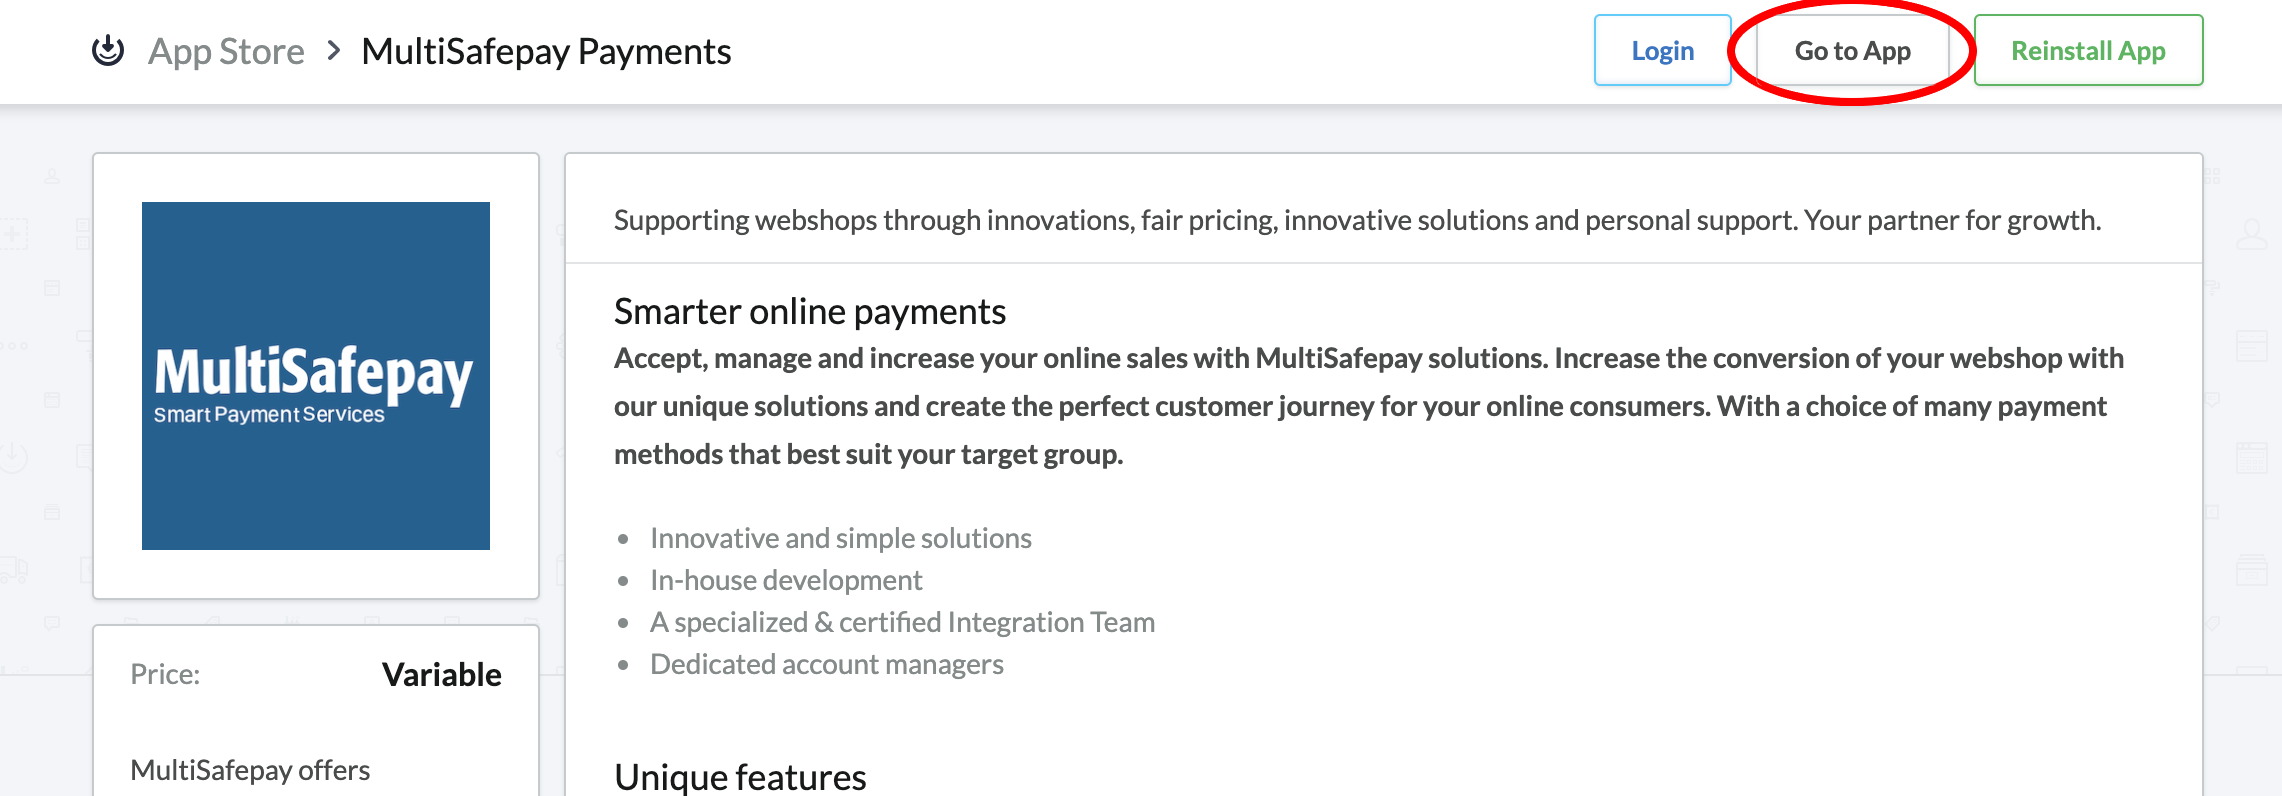 App Store > MultiSafepay Payments
Login
Go to App
Reinstall App
MultiSafepay
Smart Payment Services
Price: Variable
MultiSafepay offers
Supporting webshops through innovations, fair pricing, innovative solutions and personal support. Your partner for growth.
Smarter online payments
Accept, manage and increase your online sales with MultiSafepay solutions. Increase the conversion of your webshop with
our unique solutions and create the perfect customer journey for your online consumers. With a choice of many payment
methods that best suit your target group.
• Innovative and simple solutions
• In-house development
• A specialized & certified Integration Team
• Dedicated account managers
Unique features